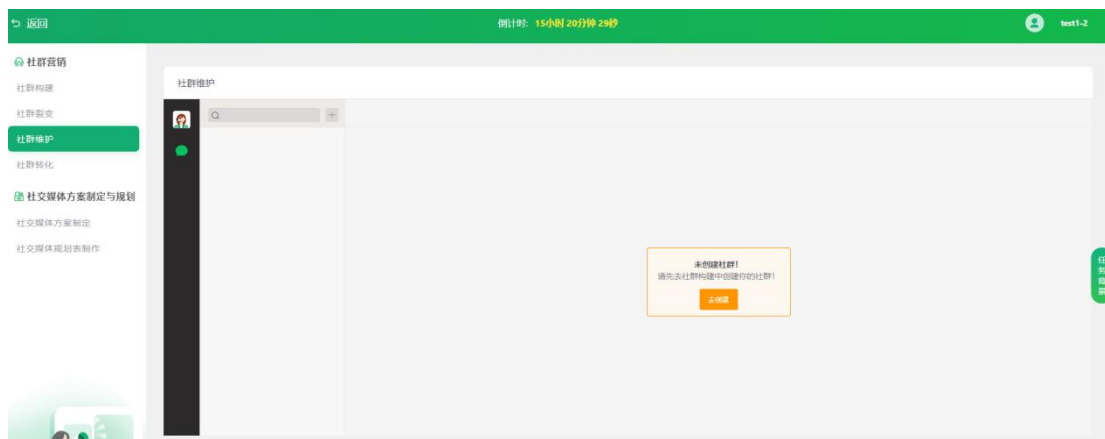 返回
倒计时: 15小时 20分钟 29秒
test1-2
社群营销
社群构建
社群裂变
社群维护
社群转化
社交媒体方案制定与规划
社交媒体方案制定
社交媒体规划表制作
社群维护
未创建社群!
请先去社群构建中创建你的社群!
去创建